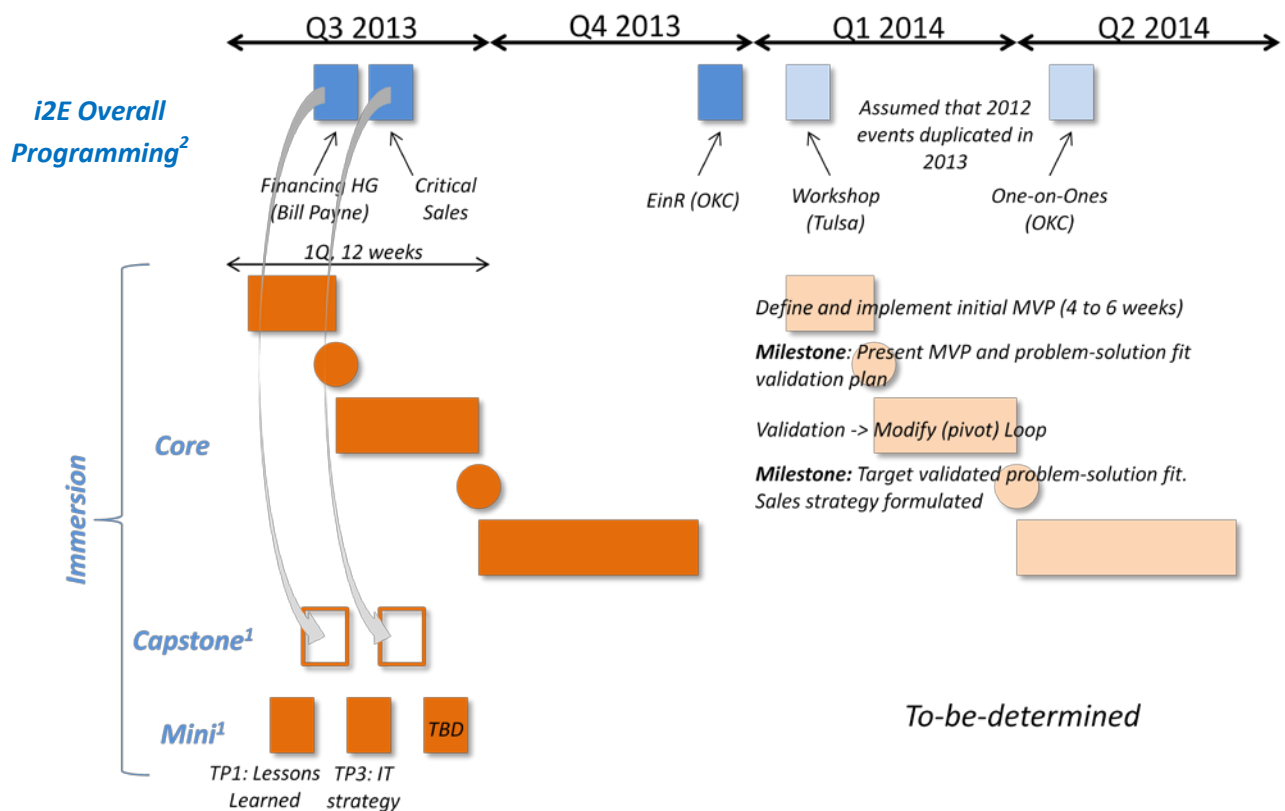 Q3 2013 Q4 2013 Q1 2014 Q2 2014
i2E Overall
Programming2
Assumed that 2012
events duplicated in
2013
Financing HG
(Bill Payne)
Critical
Sales
EinR (OKC)
Workshop
(Tulsa)
One-on-Ones
(OKC)
1Q, 12 weeks
Define and implement initial MVP (4 to 6 weeks)
Milestone: Present MVP and problem-solution fit
validation plan
Core
Validation -> Modify (pivot) Loop
Milestone: Target validated problem-solution fit.
Sales strategy formulated
Immersion
Capstone1
Mini1
TBD
To-be-determined
TP1: Lessons
Learned
TP3: IT
strategy